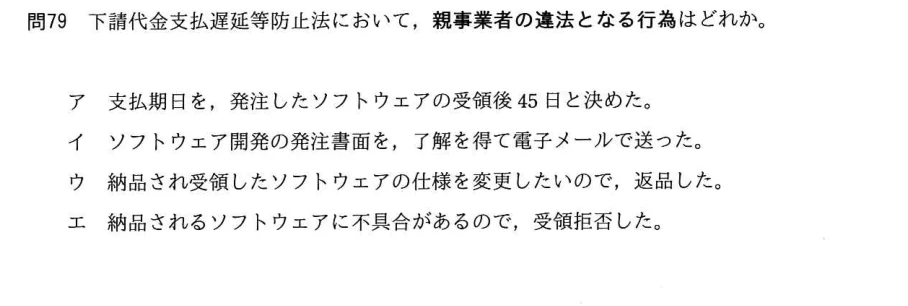 問79 下請代金支払遅延等防止法において，親事業者の違法となる行為はどれか。
ア 支払期日を，発注したソフトウェアの受領後 45 日と決めた。
イ ソフトウェア開発の発注書面を，了解を得て電子メールで送った。
ウ 納品され受領したソフトウェアの仕様を変更したいので，返品した。
エ 納品されるソフトウェアに不具合があるので，受領拒否した。